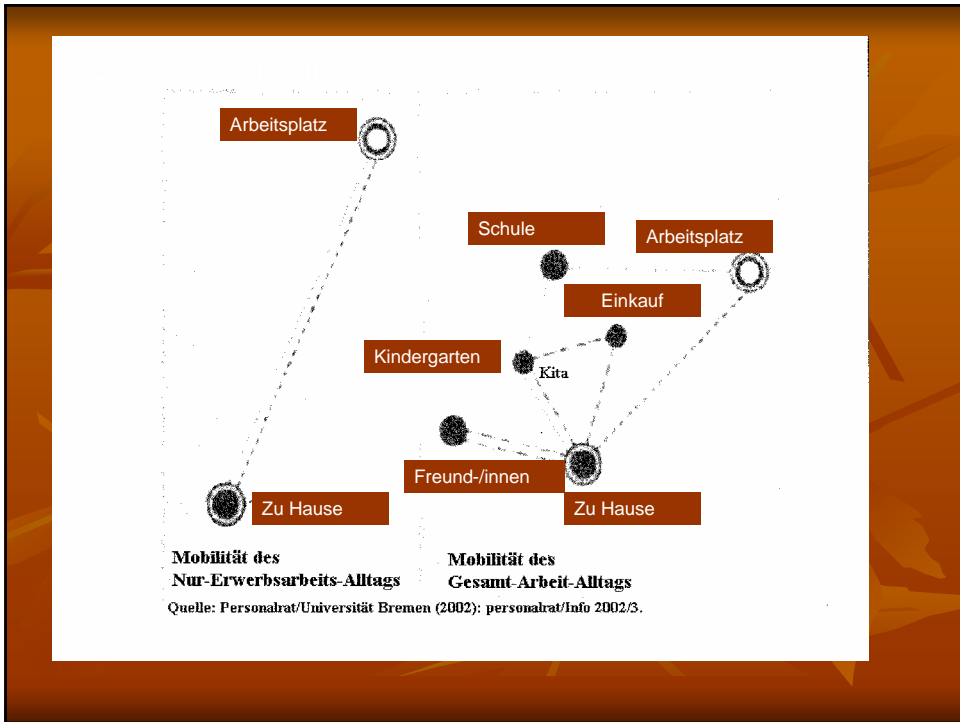 Arbeitsplatz
Schule
Arbeitsplatz
Einkauf
Kindergarten
Kita
Freund-/innen
Zu Hause
Zu Hause
Mobilität des
Nur-Erwerbsarbeits-Alltags
Mobilität des
Gesamt-Arbeit-Alltags
Quelle: Personalrat/Universität Bremen (2002): personalrat/Info 2002/3.